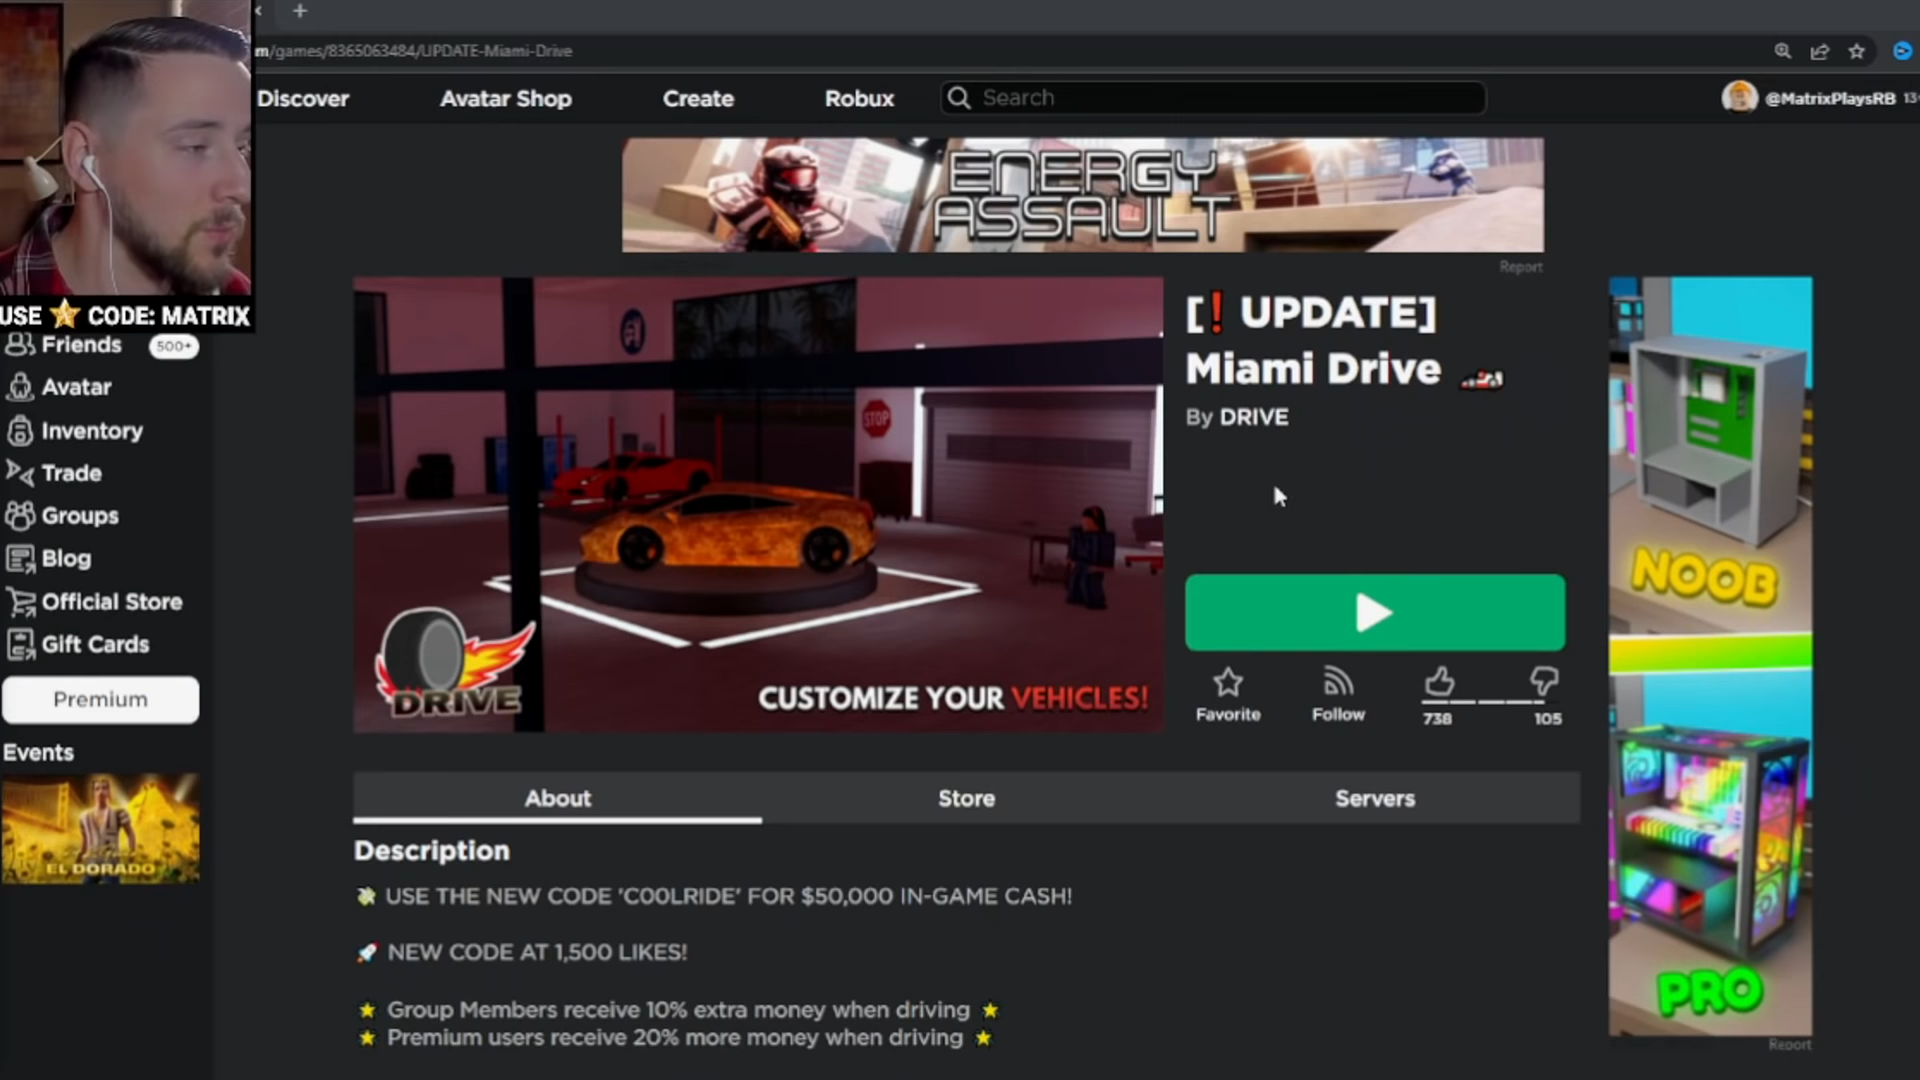 m/games/8365063484/UPDATE-Miami-Drive
Discover
Avatar Shop
Create
Robux
Search
@MatrixPlaysRB 13+
ENERGY
ASSAULT
Report
USE CODE: MATRIX
Friends
500+
Avatar
Inventory
Trade
Groups
Blog
Official Store
Gift Cards
Premium
Events
EL DORADO
STOP
DRIVE
CUSTOMIZE YOUR VEHICLES!
[❗ UPDATE]
Miami Drive 🏎️
By DRIVE
Favorite
Follow
738
105
NOOB
PRO
Report
About
Store
Servers
Description
💸 USE THE NEW CODE 'C00LRIDE' FOR $50,000 IN-GAME CASH!
🚀 NEW CODE AT 1,500 LIKES!
⭐ Group Members receive 10% extra money when driving ⭐
⭐ Premium users receive 20% more money when driving ⭐